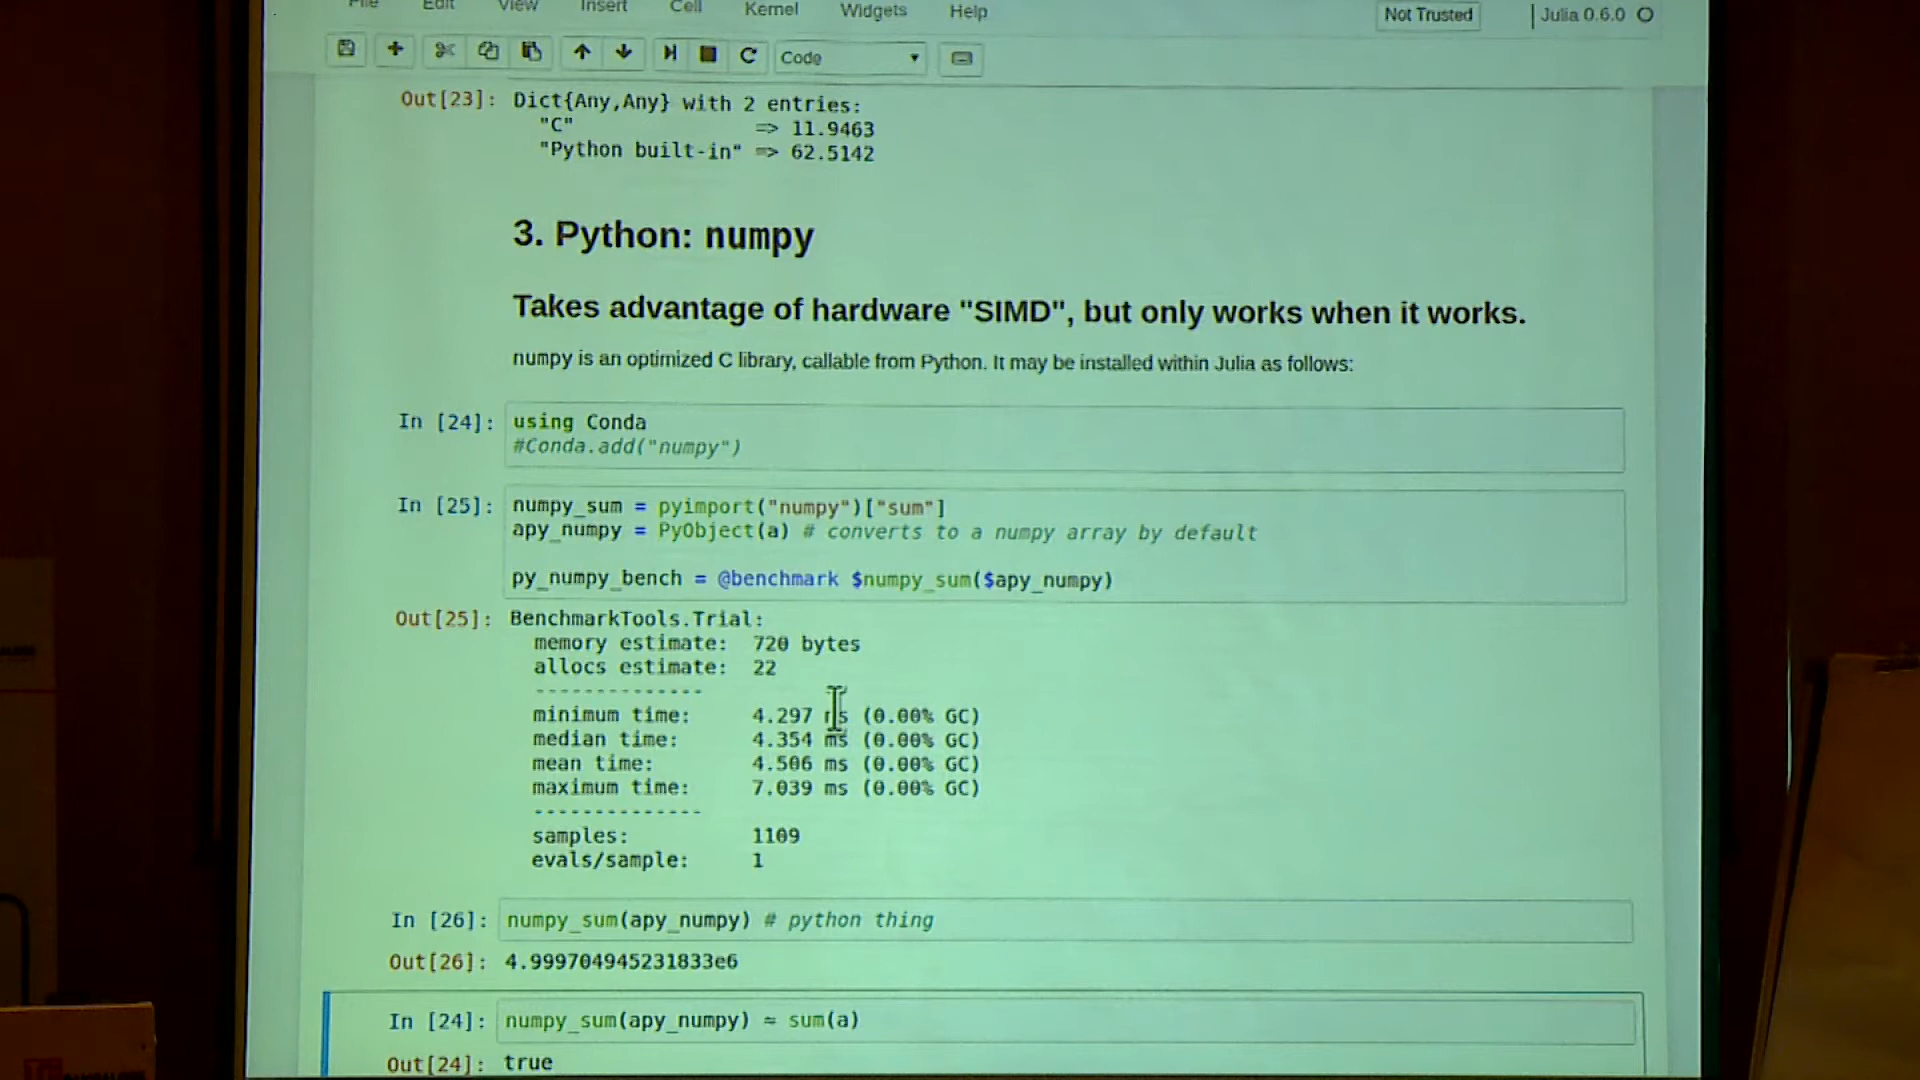 File Edit View Insert Cell Kernel Widgets Help Not Trusted Julia 0.6.0
Code
Out[23]: Dict{Any,Any} with 2 entries:
"C" => 11.9463
"Python built-in" => 62.5142
3. Python: numpy
Takes advantage of hardware "SIMD", but only works when it works.
numpy is an optimized C library, callable from Python. It may be installed within Julia as follows:
In [24]: using Conda
#Conda.add("numpy")
In [25]: numpy_sum = pyimport("numpy")["sum"]
apy_numpy = PyObject(a) # converts to a numpy array by default
py_numpy_bench = @benchmark $numpy_sum($apy_numpy)
Out[25]: BenchmarkTools.Trial:
memory estimate: 720 bytes
allocs estimate: 22
--------------
minimum time: 4.297 ms (0.00% GC)
median time: 4.354 ms (0.00% GC)
mean time: 4.506 ms (0.00% GC)
maximum time: 7.039 ms (0.00% GC)
--------------
samples: 1109
evals/sample: 1
In [26]: numpy_sum(apy_numpy) # python thing
Out[26]: 4.999704945231833e6
In [24]: numpy_sum(apy_numpy) ≈ sum(a)
Out[24]: true